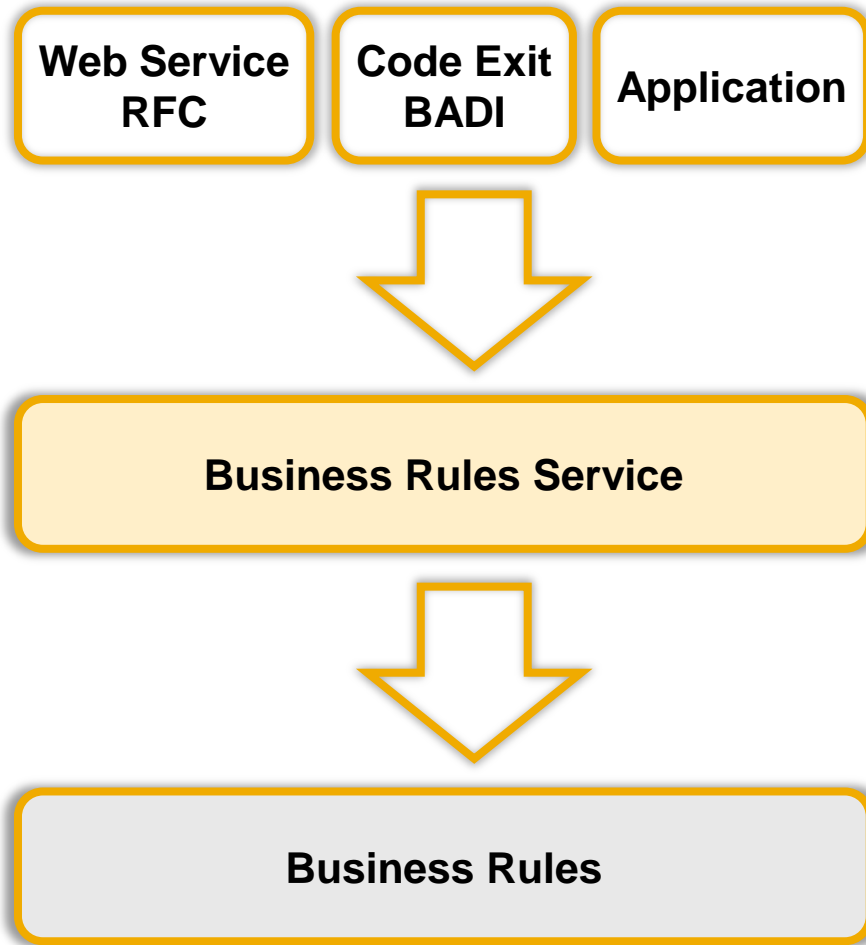 Web Service
RFC
Code Exit
BADI
Application
Business Rules Service
Business Rules